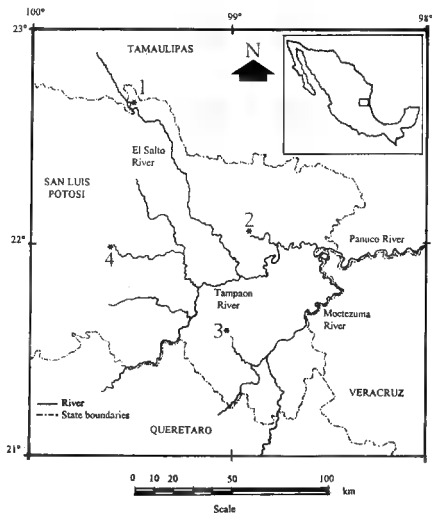 100°
99°
98°
23°
TAMAULIPAS
N
1
El Salto
River
SAN LUIS
POTOSI
2
22°
Panuco River
4
Tampaon
River
3
Moctezuma
River
VERACRUZ
River
State boundaries
QUERETARO
21°
0 10 20 50 100
km
Scale